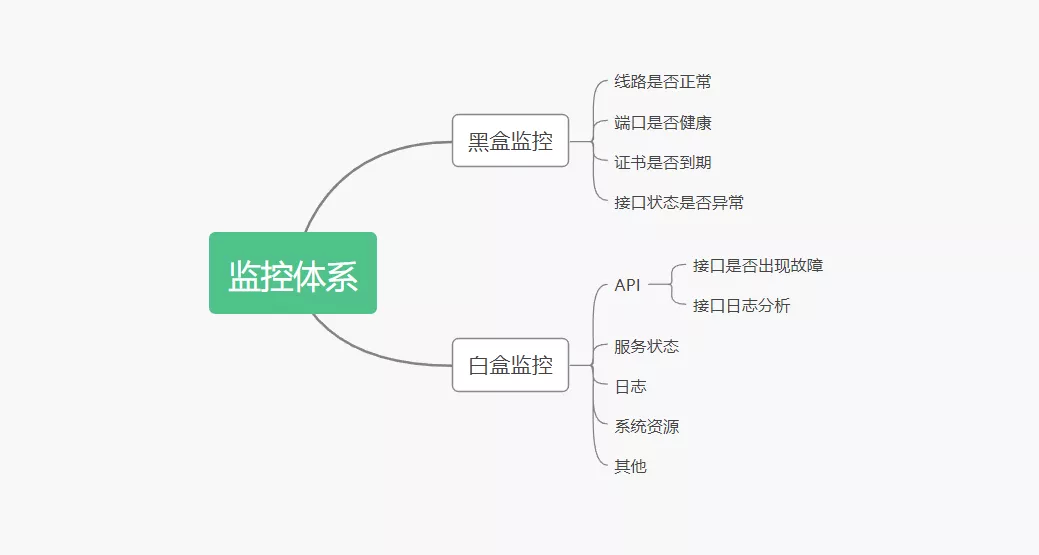 监控体系
黑盒监控
线路是否正常
端口是否健康
证书是否到期
接口状态是否异常
白盒监控
API
接口是否出现故障
接口日志分析
服务状态
日志
系统资源
其他